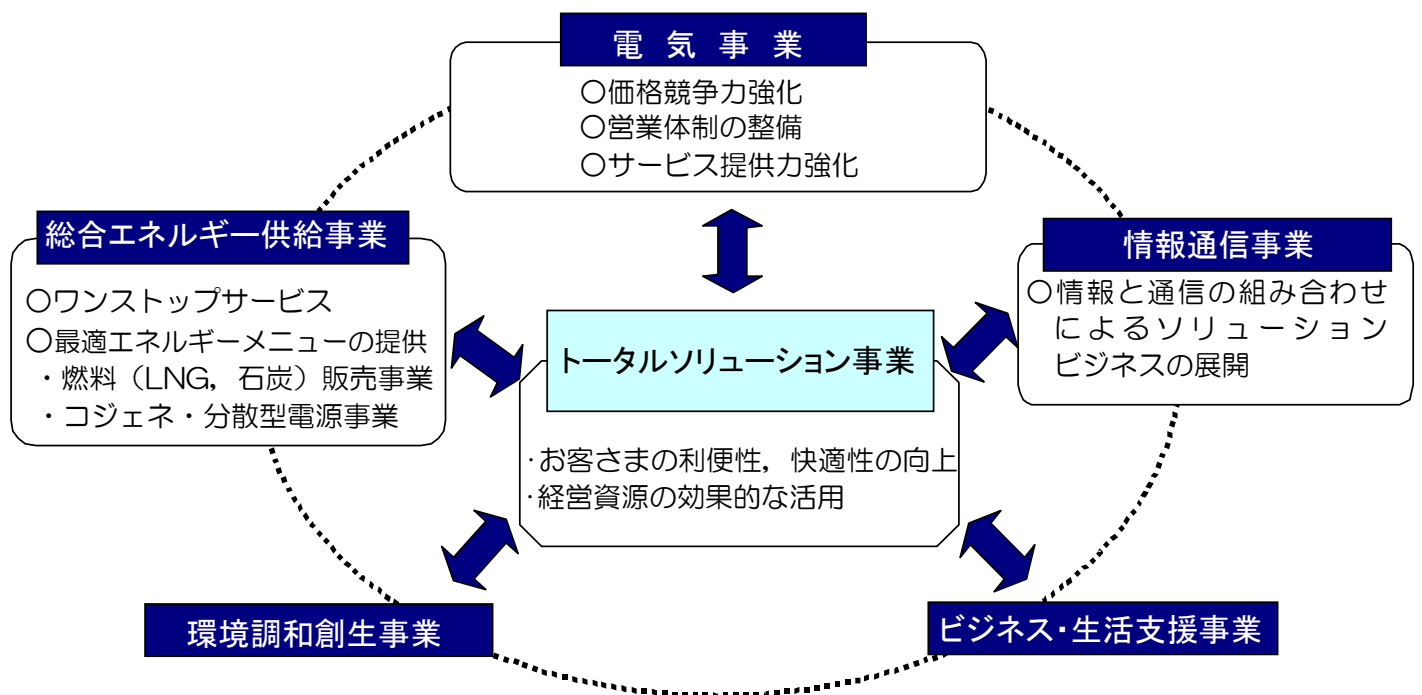 電気事業
○価格競争力強化
○営業体制の整備
○サービス提供力強化
総合エネルギー供給事業
○ワンストップサービス
○最適エネルギーメニューの提供
・燃料（LNG，石炭）販売事業
・コジェネ・分散型電源事業
情報通信事業
○情報と通信の組み合わせ
によるソリューション
ビジネスの展開
トータルソリューション事業
・お客さまの利便性，快適性の向上
・経営資源の効果的な活用
環境調和創生事業
ビジネス・生活支援事業